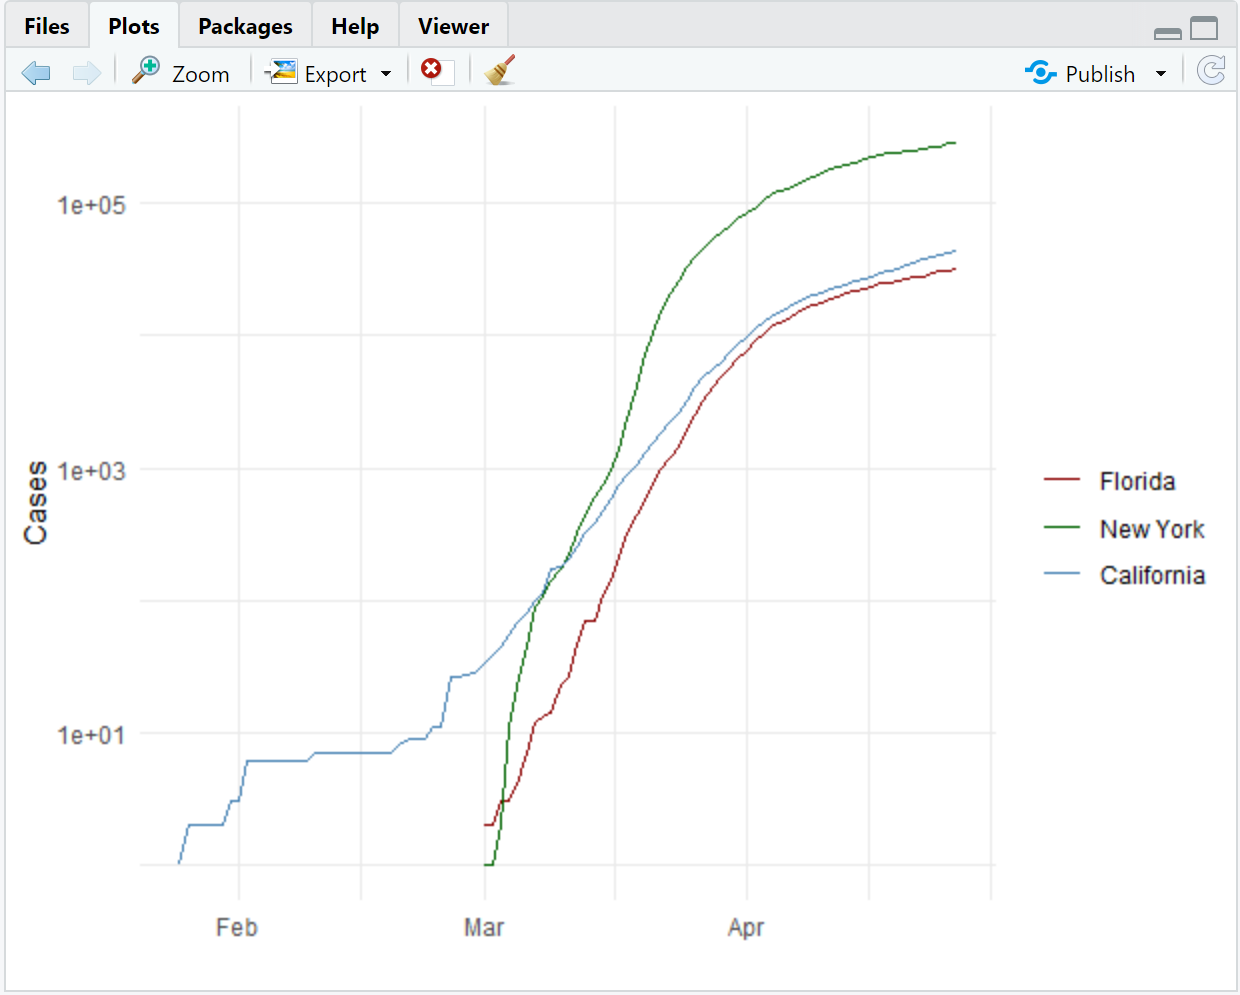 Files Plots Packages Help Viewer
Zoom Export Publish
1e+05
1e+03
1e+01
Cases
Feb Mar Apr
Florida
New York
California